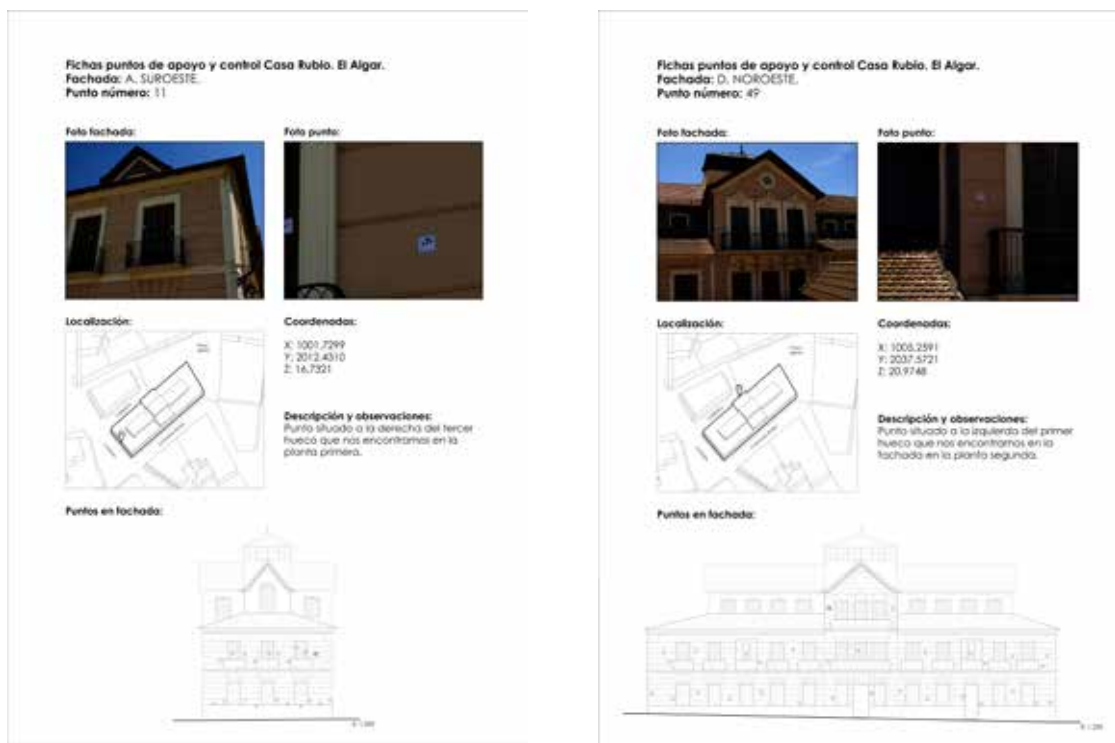 Fichas puntos de apoyo y control Casa Rubio. El Algar.
Fachada: A. SUROESTE.
Punto número: 11
Foto fachada:
Foto punto:
Localización:
Coordenadas:
X: 1001,7299
Y: 2012,4310
Z: 16,7321
Descripción y observaciones:
Punto situado a la derecha del tercer
hueco que nos encontramos en la
planta primera.
Puntos en fachada:
Fichas puntos de apoyo y control Casa Rubio. El Algar.
Fachada: D. NOROESTE.
Punto número: 49
Foto fachada:
Foto punto:
Localización:
Coordenadas:
X: 1005,2591
Y: 2037,5721
Z: 20,9748
Descripción y observaciones:
Punto situado a la izquierda del primer
hueco que nos encontramos en la
fachada en la planta segunda.
Puntos en fachada: